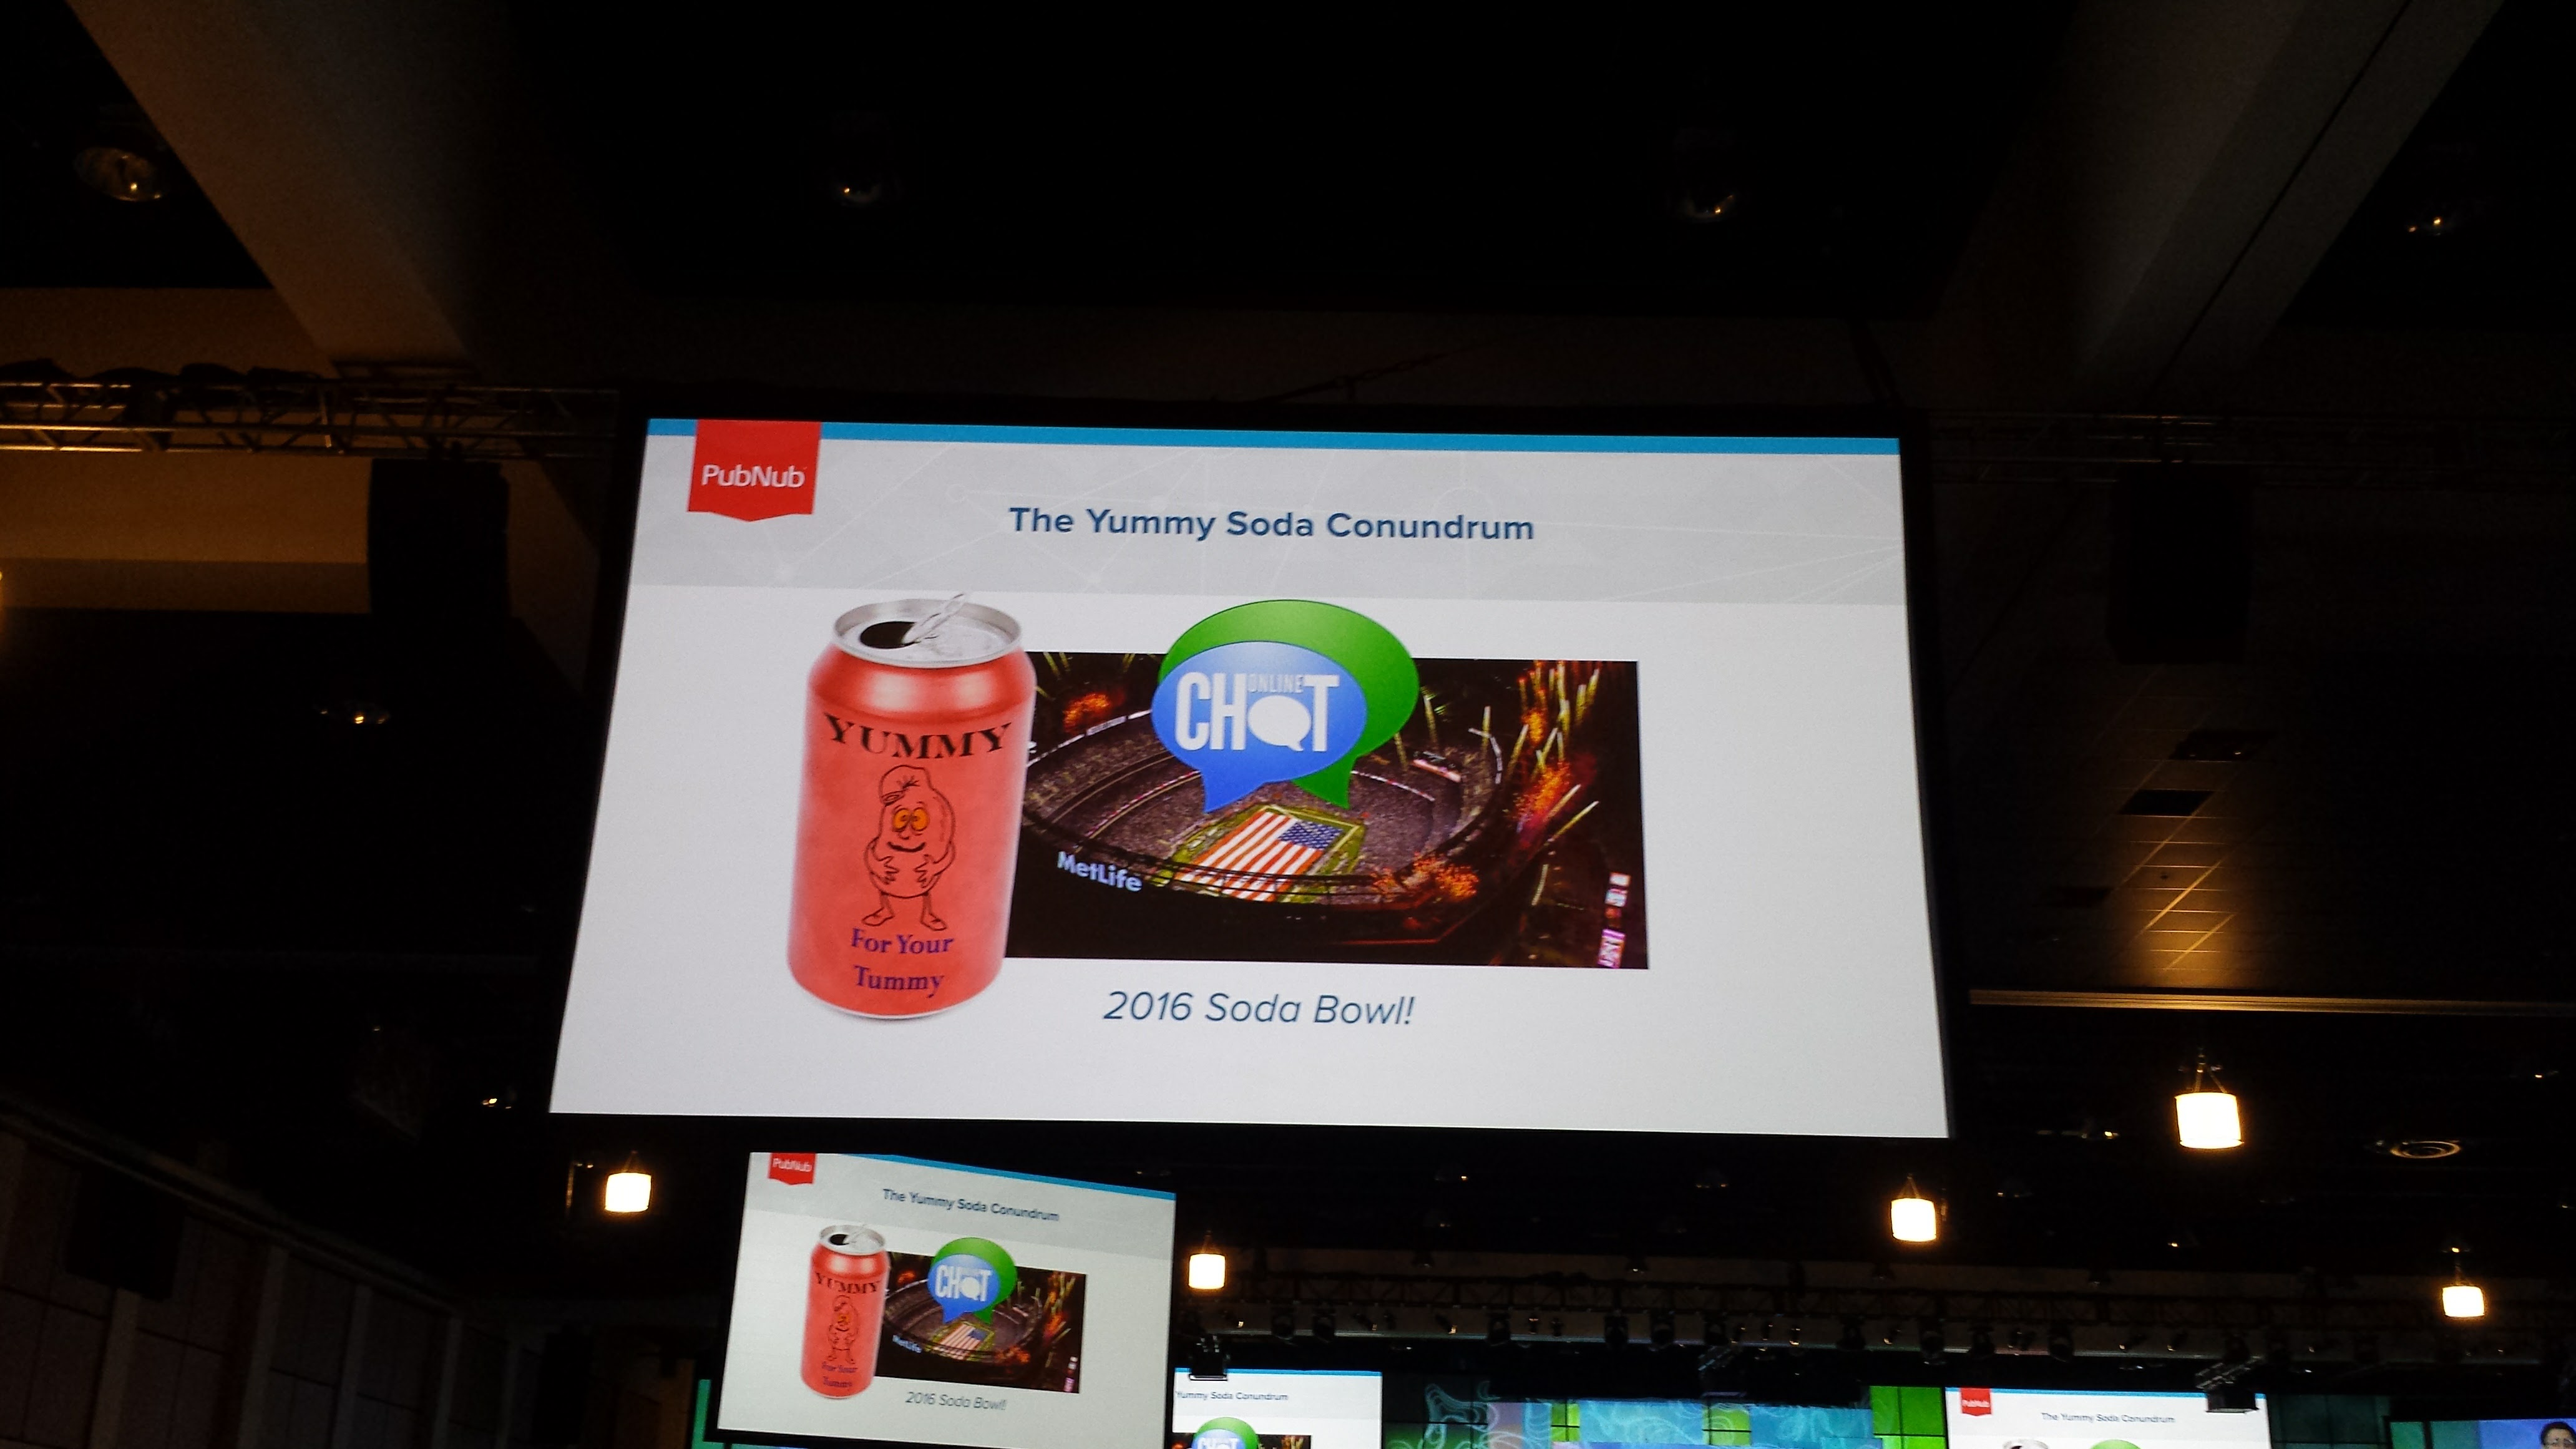 PubNub
The Yummy Soda Conundrum
ONLINE
CHAT
YUMMY
For Your
Tummy
MetLife
2016 Soda Bowl!
PubNub
The Yummy Soda Conundrum
CHAT
YUMMY
For Your
Tummy
MetLife
2016 Soda Bowl!
Yummy Soda Conundrum
CHAT
PubNub
The Yummy Soda Conundrum